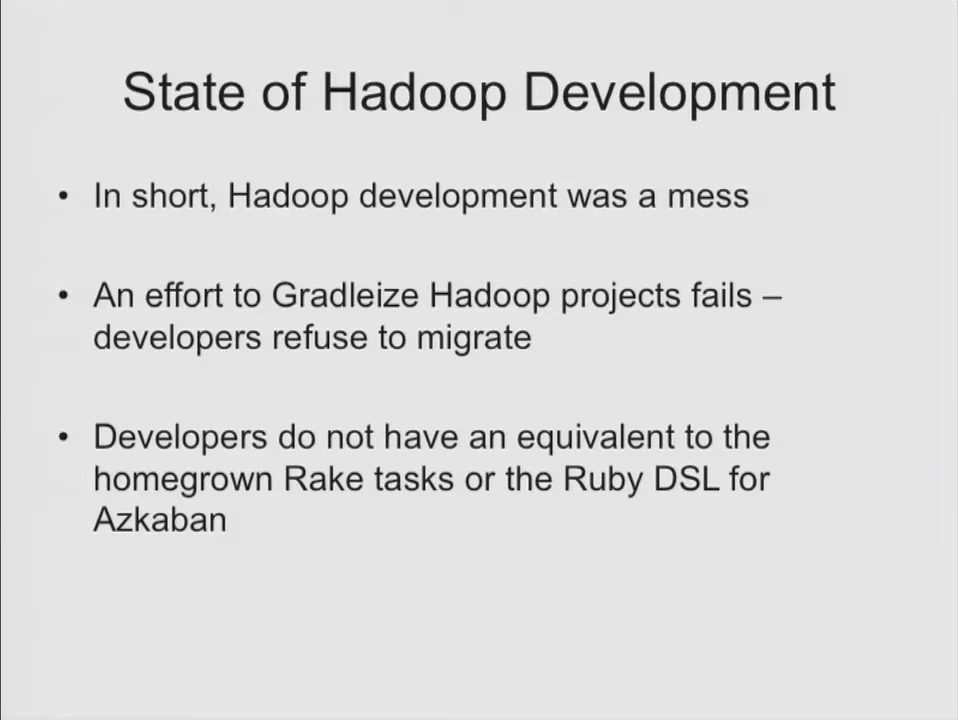 State of Hadoop Development
• In short, Hadoop development was a mess
• An effort to Gradleize Hadoop projects fails –
developers refuse to migrate
• Developers do not have an equivalent to the
homegrown Rake tasks or the Ruby DSL for
Azkaban